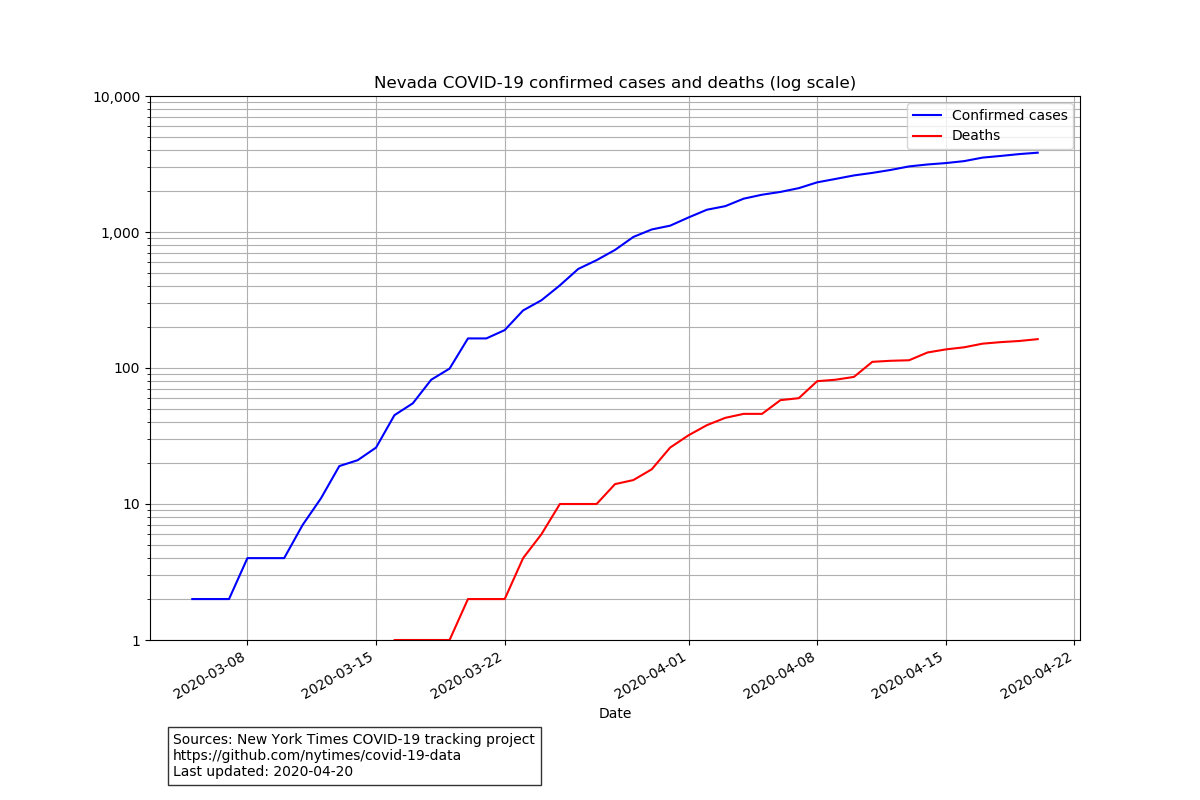 Nevada COVID-19 confirmed cases and deaths (log scale)
10,000
1,000
100
10
1
Confirmed cases
Deaths
2020-03-08
2020-03-15
2020-03-22
2020-04-01
2020-04-08
2020-04-15
2020-04-22
Date
Sources: New York Times COVID-19 tracking project
https://github.com/nytimes/covid-19-data
Last updated: 2020-04-20